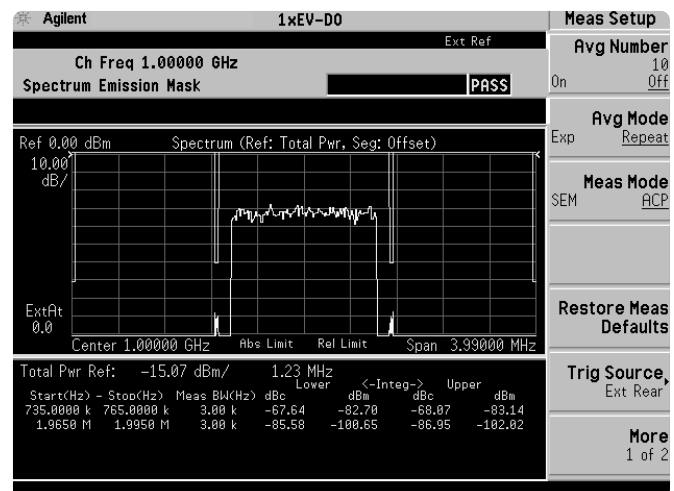 Agilent 1xEV-DO Meas Setup
Ext Ref
Ch Freq 1.00000 GHz
Spectrum Emission Mask PASS
Avg Number
10
On Off
Avg Mode
Exp Repeat
Meas Mode
SEM ACP
Restore Meas
Defaults
Trig Source
Ext Rear
More
1 of 2
Ref 0.00 dBm Spectrum (Ref: Total Pwr, Seg: Offset)
10.00
dB/
ExtAt
0.0
Center 1.00000 GHz Abs Limit Rel Limit Span 3.99000 MHz
Total Pwr Ref: -15.07 dBm/ 1.23 MHz
Lower <-Integ-> Upper
Start(Hz) - Stop(Hz) Meas BW(Hz) dBc dBm dBc dBm
735.0000 k 765.0000 k 3.00 k -67.64 -82.70 -68.07 -83.14
1.9650 M 1.9950 M 3.00 k -85.58 -100.65 -86.95 -102.02